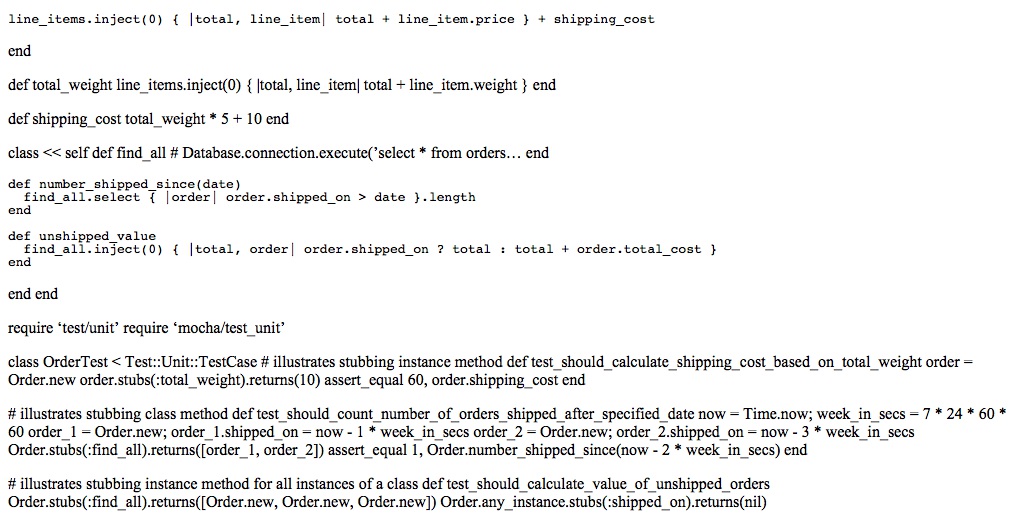 line_items.inject(0) { |total, line_item| total + line_item.price } + shipping_cost
end
def total_weight line_items.inject(0) { |total, line_item| total + line_item.weight } end
def shipping_cost total_weight * 5 + 10 end
class << self def find_all # Database.connection.execute(’select * from orders… end
def number_shipped_since(date)
  find_all.select { |order| order.shipped_on > date }.length
end
def unshipped_value
  find_all.inject(0) { |total, order| order.shipped_on ? total : total + order.total_cost }
end
end end
require ‘test/unit’ require ‘mocha/test_unit’
class OrderTest < Test::Unit::TestCase # illustrates stubbing instance method def test_should_calculate_shipping_cost_based_on_total_weight order =
Order.new order.stubs(:total_weight).returns(10) assert_equal 60, order.shipping_cost end
# illustrates stubbing class method def test_should_count_number_of_orders_shipped_after_specified_date now = Time.now; week_in_secs = 7 * 24 * 60 *
60 order_1 = Order.new; order_1.shipped_on = now - 1 * week_in_secs order_2 = Order.new; order_2.shipped_on = now - 3 * week_in_secs
Order.stubs(:find_all).returns([order_1, order_2]) assert_equal 1, Order.number_shipped_since(now - 2 * week_in_secs) end
# illustrates stubbing instance method for all instances of a class def test_should_calculate_value_of_unshipped_orders
Order.stubs(:find_all).returns([Order.new, Order.new, Order.new]) Order.any_instance.stubs(:shipped_on).returns(nil)